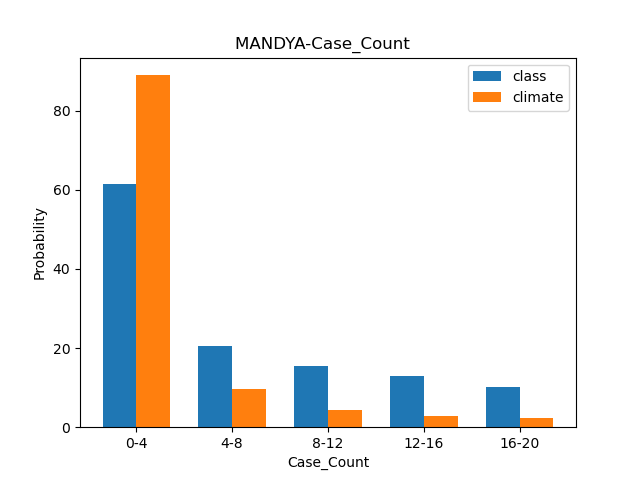 MANDYA-Case_Count
class
climate
80
60
40
20
0
Probability
0-4 4-8 8-12 12-16 16-20
Case_Count